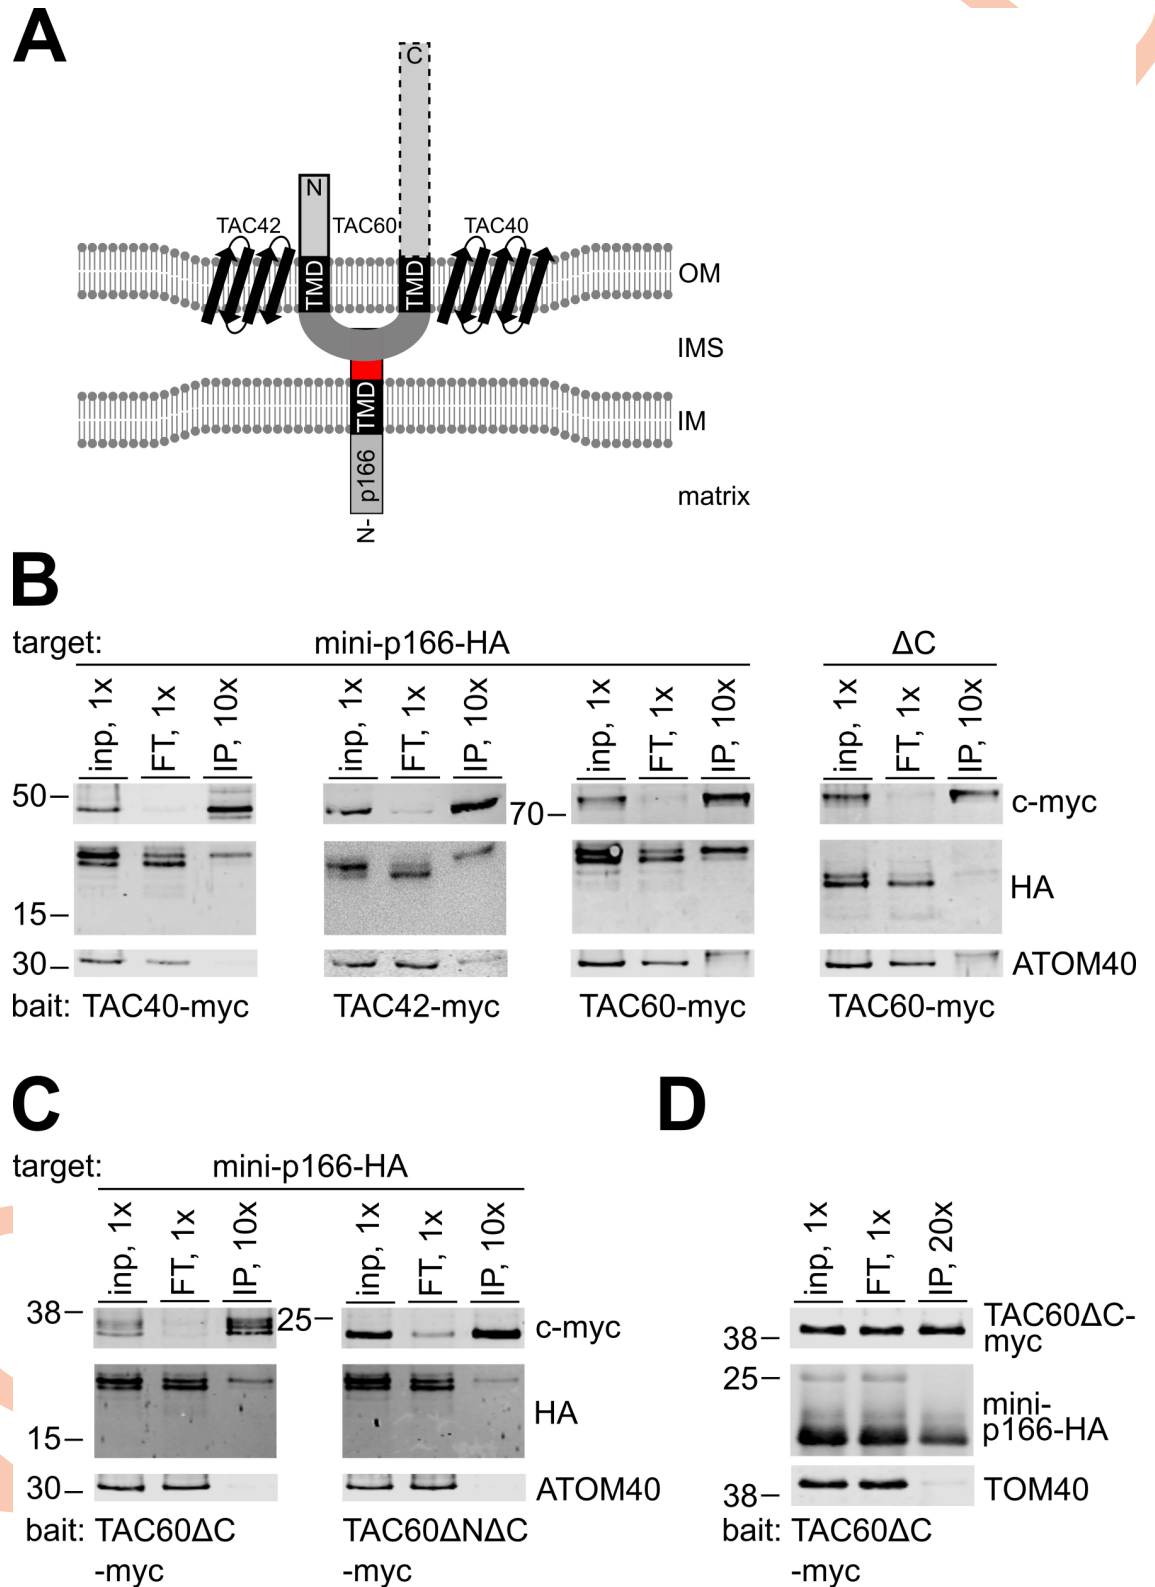 A
C
N
TAC42
TAC60
TAC40
TMD
TMD
OM
IMS
TMD
IM
p166
matrix
N-
B
target: mini-p166-HA ΔC
inp, 1x FT, 1x IP, 10x inp, 1x FT, 1x IP, 10x inp, 1x FT, 1x IP, 10x inp, 1x FT, 1x IP, 10x
50 70 c-myc
HA
15
30 ATOM40
bait: TAC40-myc TAC42-myc TAC60-myc TAC60-myc
C
target: mini-p166-HA
inp, 1x FT, 1x IP, 10x inp, 1x FT, 1x IP, 10x
38 25 c-myc
HA
15
30 ATOM40
bait: TAC60ΔC TAC60ΔNΔC
-myc -myc
D
inp, 1x FT, 1x IP, 20x
TAC60ΔC-
38 myc
25
mini-
p166-HA
38 TOM40
bait: TAC60ΔC
-myc